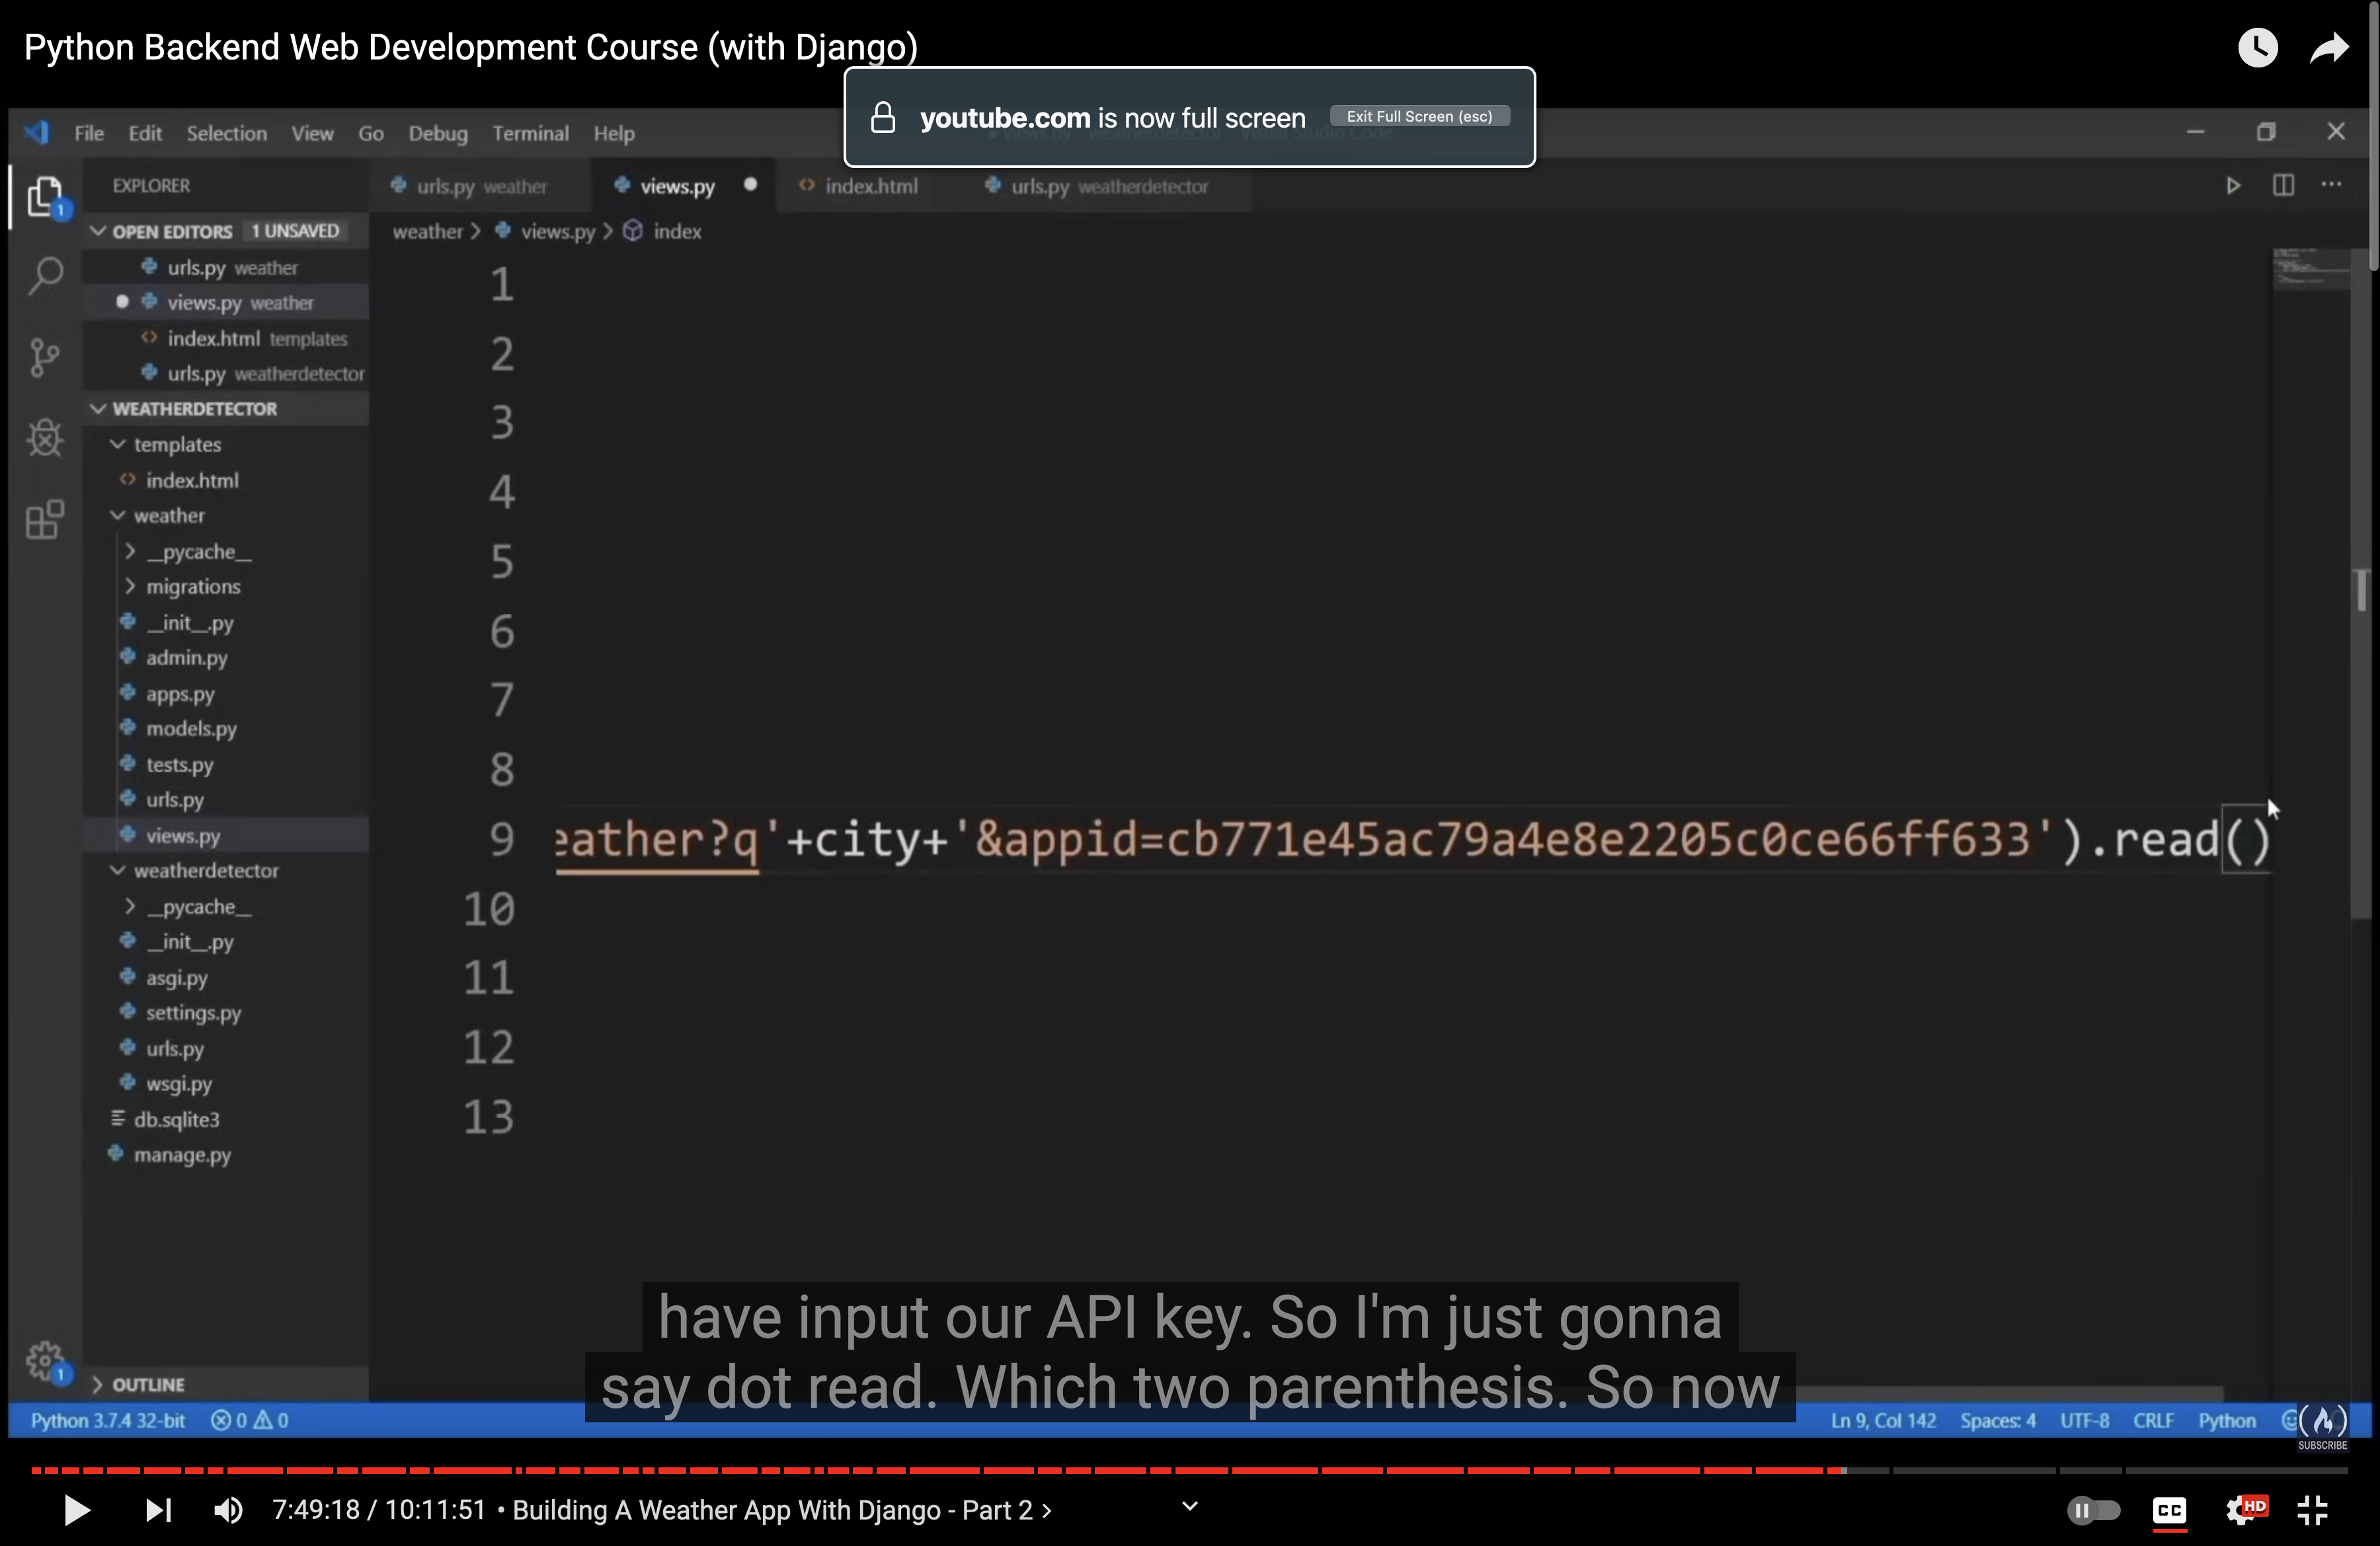 Python Backend Web Development Course (with Django)
youtube.com is now full screen Exit Full Screen (esc)
File Edit Selection View Go Debug Terminal Help
EXPLORER
urls.py weather views.py index.html urls.py weatherdetector
OPEN EDITORS 1 UNSAVED
weather > views.py > index
urls.py weather
views.py weather
index.html templates
urls.py weatherdetector
WEATHERDETECTOR
templates
index.html
weather
__pycache__
migrations
__init__.py
admin.py
apps.py
models.py
tests.py
urls.py
views.py
weatherdetector
__pycache__
__init__.py
asgi.py
settings.py
urls.py
wsgi.py
db.sqlite3
manage.py
OUTLINE
1
1
1
2
3
4
5
6
7
8
9 eather?q'+city+'&appid=cb771e45ac79a4e8e2205c0ce66ff633').read()
10
11
12
13
have input our API key. So I'm just gonna
say dot read. Which two parenthesis. So now
Python 3.7.4 32-bit 0 0 Ln 9, Col 142 Spaces: 4 UTF-8 CRLF Python
SUBSCRIBE
7:49:18 / 10:11:51 • Building A Weather App With Django - Part 2 >
CC HD